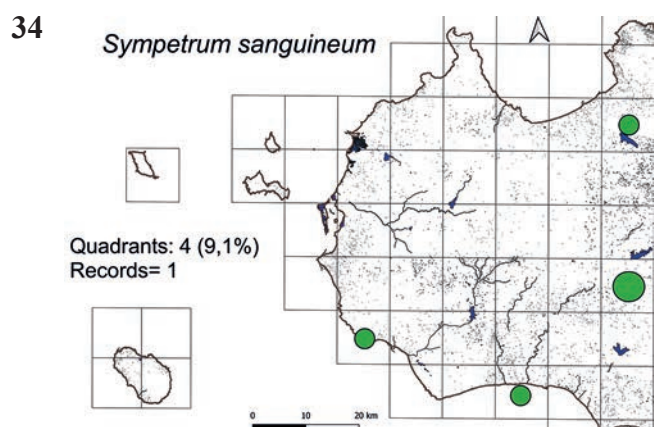 34
Sympetrum sanguineum
Quadrants: 4 (9,1%)
Records= 1
0 10 20 km